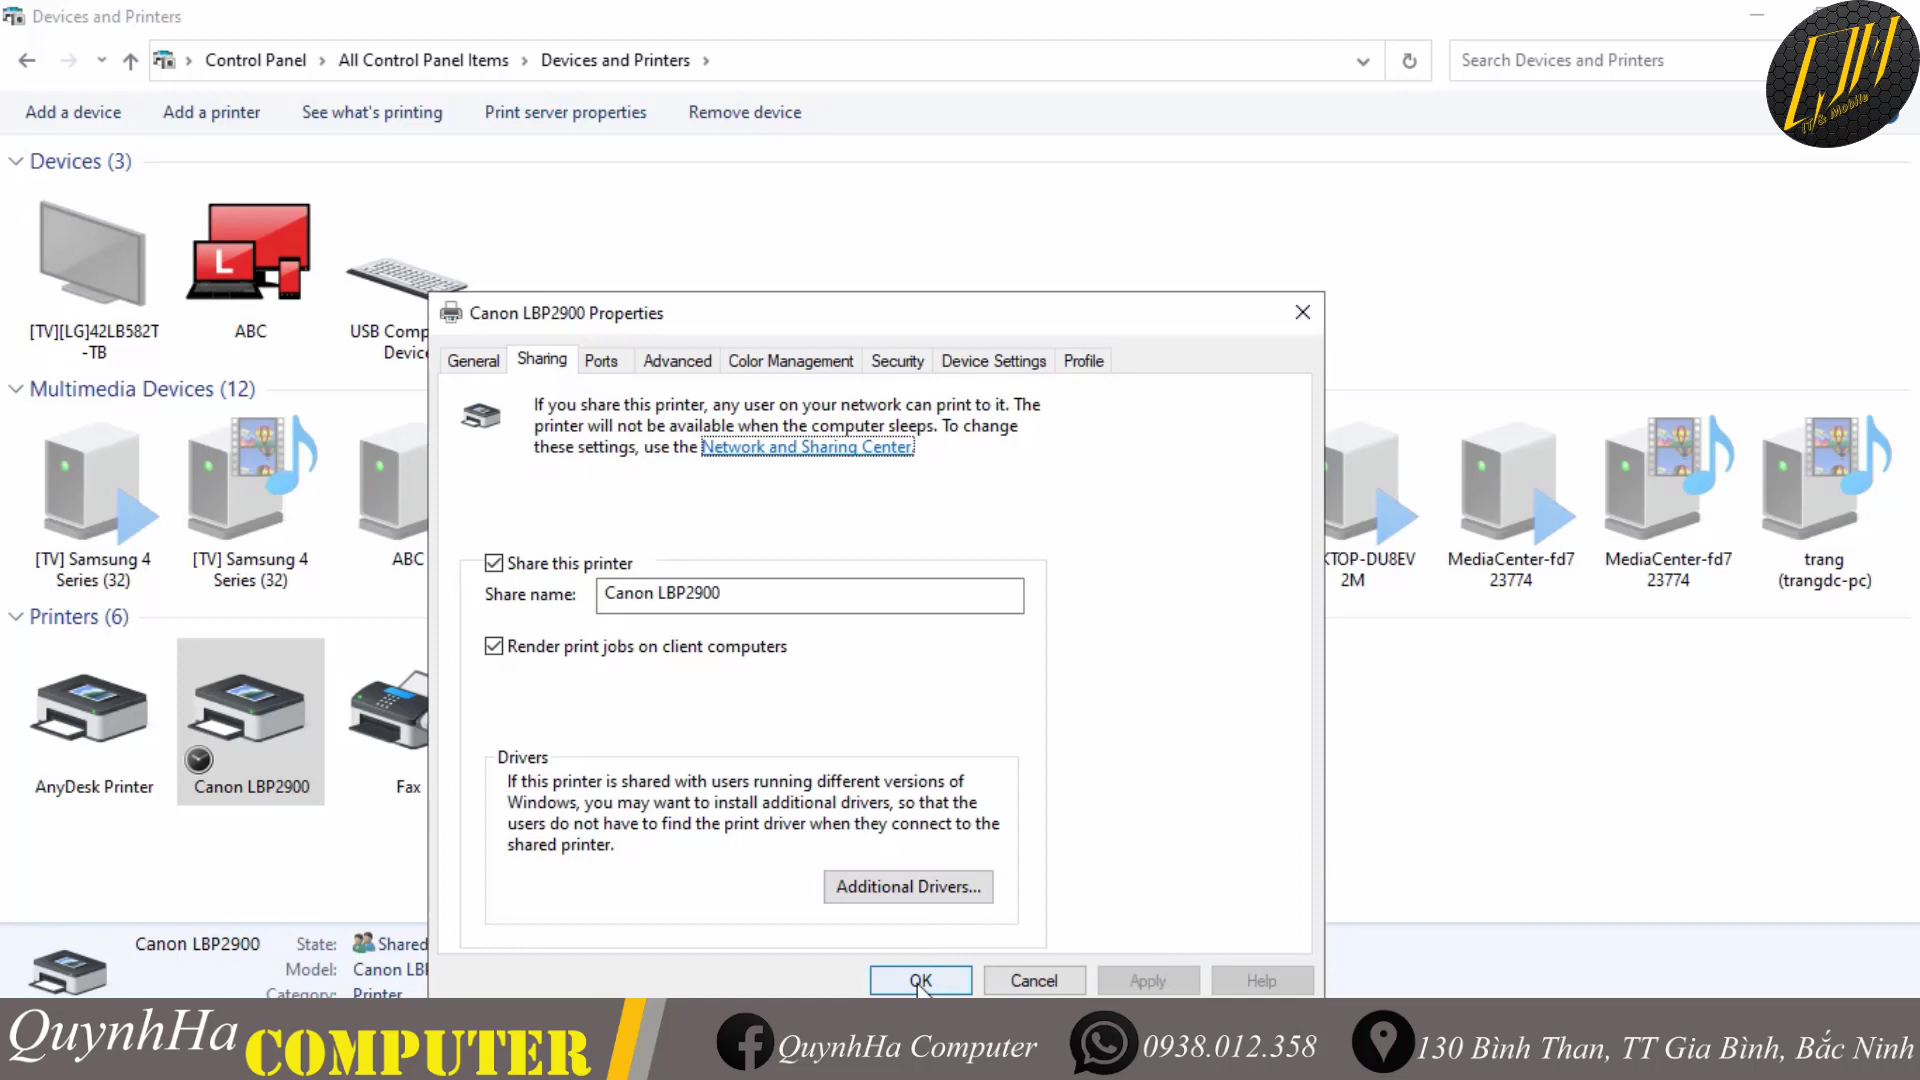 Devices and Printers
Control Panel > All Control Panel Items > Devices and Printers >
Search Devices and Printers
IT & Mobile
Add a device Add a printer See what's printing Print server properties Remove device
Devices (3)
[TV][LG]42LB582T
-TB
L
ABC
USB Comp
Device
Multimedia Devices (12)
[TV] Samsung 4
Series (32)
[TV] Samsung 4
Series (32)
ABC
KTOP-DU8EV
2M
MediaCenter-fd7
23774
MediaCenter-fd7
23774
trang
(trangdc-pc)
Printers (6)
AnyDesk Printer
Canon LBP2900
Fax
Canon LBP2900 Properties
General Sharing Ports Advanced Color Management Security Device Settings Profile
If you share this printer, any user on your network can print to it. The
printer will not be available when the computer sleeps. To change
these settings, use the Network and Sharing Center.
Share this printer
Share name: Canon LBP2900
Render print jobs on client computers
Drivers
If this printer is shared with users running different versions of
Windows, you may want to install additional drivers, so that the
users do not have to find the print driver when they connect to the
shared printer.
Additional Drivers...
OK Cancel Apply Help
Canon LBP2900 State: Shared
Model: Canon LB
Category: Printer
QuynhHa
COMPUTER
QuynhHa Computer
0938.012.358
130 Bình Than, TT Gia Bình, Bắc Ninh